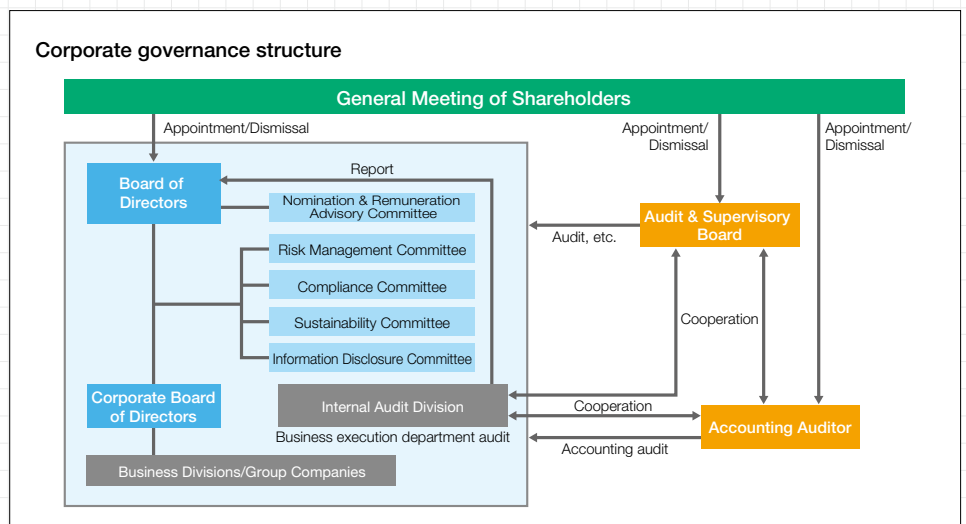 Corporate governance structure
General Meeting of Shareholders
Appointment/Dismissal
Appointment/
Dismissal
Appointment/
Dismissal
Report
Board of
Directors
Nomination & Remuneration
Advisory Committee
Audit & Supervisory
Board
Audit, etc.
Risk Management Committee
Compliance Committee
Sustainability Committee
Cooperation
Information Disclosure Committee
Corporate Board
of Directors
Internal Audit Division
Cooperation
Accounting Auditor
Business execution department audit
Accounting audit
Business Divisions/Group Companies